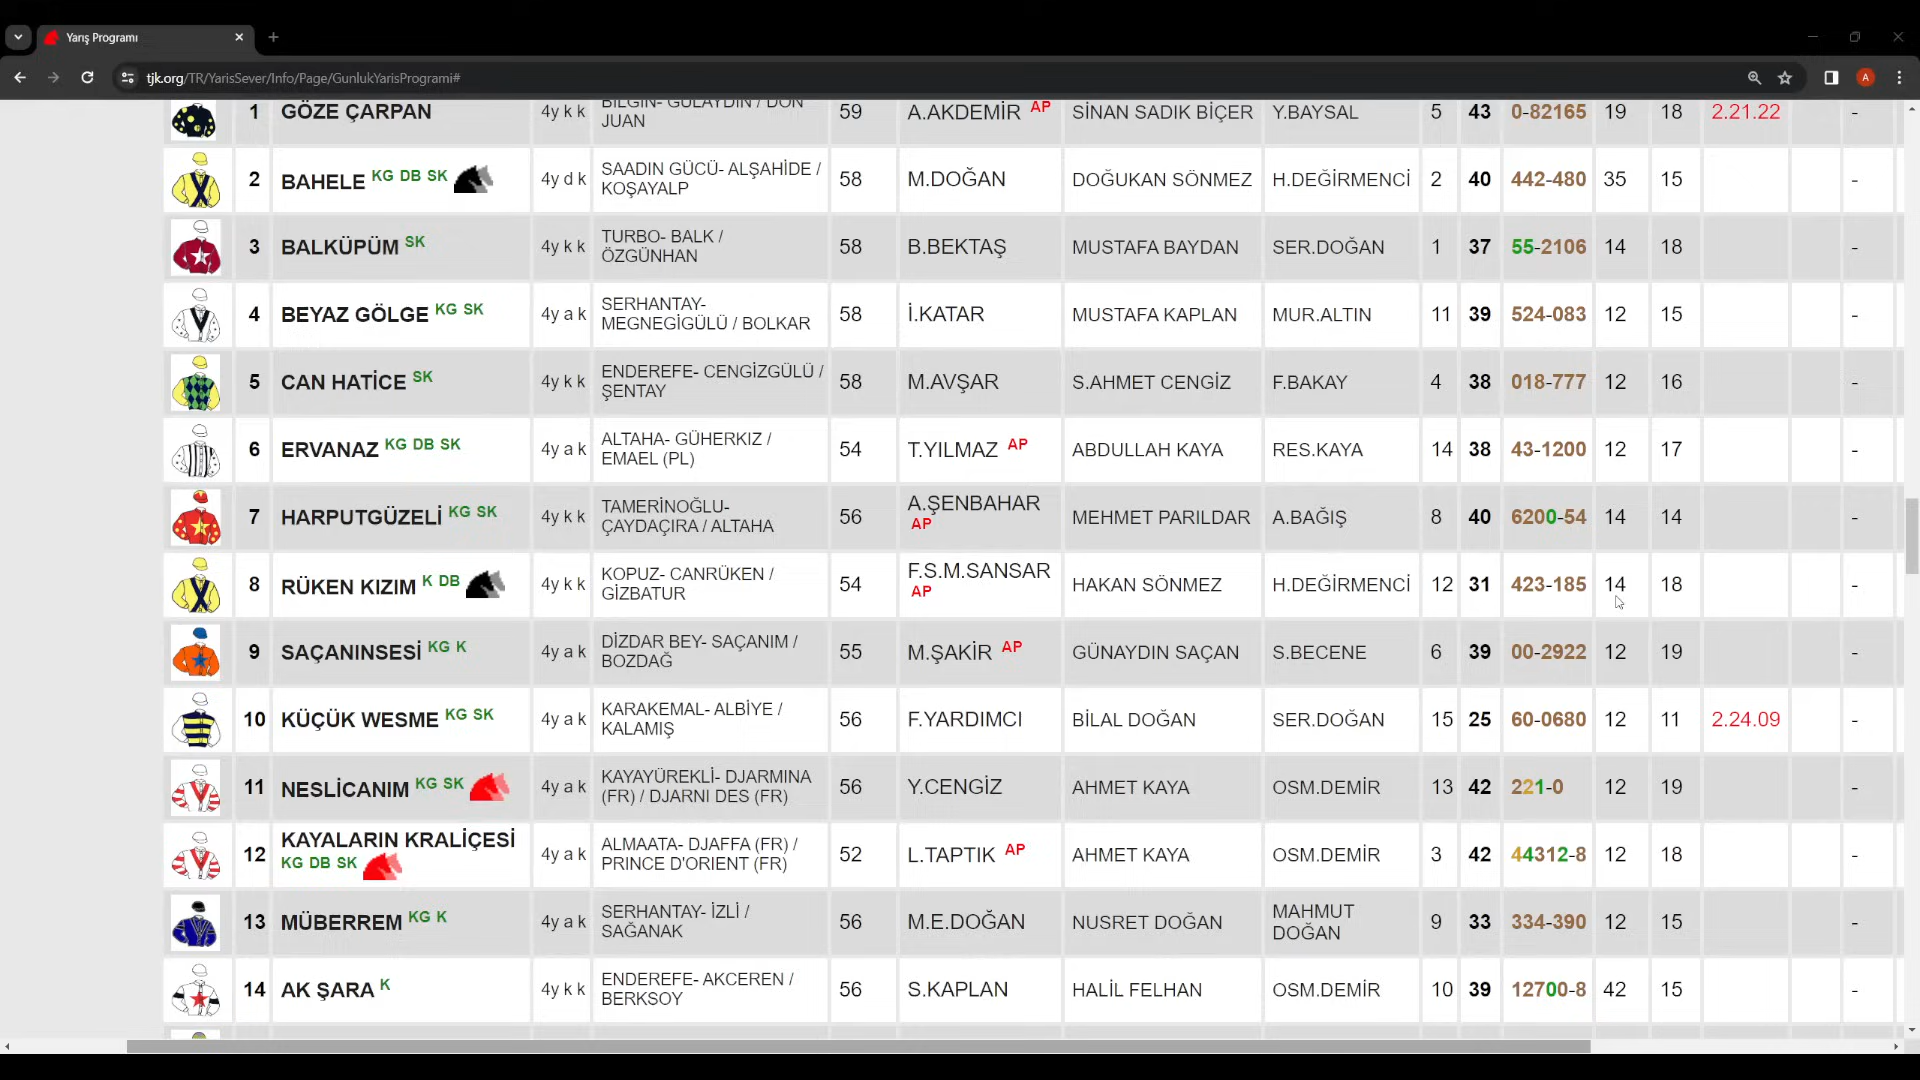 Yarış Programı
tjk.org/TR/YarisSever/Info/Page/GunlukYarisProgrami#
A
1 GÖZE ÇARPAN 4y k k BILGIN- GÜLAYDIN / DON JUAN 59 A.AKDEMİR AP SİNAN SADIK BİÇER Y.BAYSAL 5 43 0-82165 19 18 2.21.22 -
2 BAHELE KG DB SK 4y d k SAADIN GÜCÜ- ALŞAHİDE / KOŞAYALP 58 M.DOĞAN DOĞUKAN SÖNMEZ H.DEĞİRMENCİ 2 40 442-480 35 15 -
3 BALKÜPÜM SK 4y k k TURBO- BALK / ÖZGÜNHAN 58 B.BEKTAŞ MUSTAFA BAYDAN SER.DOĞAN 1 37 55-2106 14 18 -
4 BEYAZ GÖLGE KG SK 4y a k SERHANTAY- MEGNEGİGÜLÜ / BOLKAR 58 İ.KATAR MUSTAFA KAPLAN MUR.ALTIN 11 39 524-083 12 15 -
5 CAN HATİCE SK 4y k k ENDEREFE- CENGİZGÜLÜ / ŞENTAY 58 M.AVŞAR S.AHMET CENGİZ F.BAKAY 4 38 018-777 12 16 -
6 ERVANAZ KG DB SK 4y a k ALTAHA- GÜHERKIZ / EMAEL (PL) 54 T.YILMAZ AP ABDULLAH KAYA RES.KAYA 14 38 43-1200 12 17 -
7 HARPUTGÜZELİ KG SK 4y k k TAMERİNOĞLU- ÇAYDAÇIRA / ALTAHA 56 A.ŞENBAHAR AP MEHMET PARILDAR A.BAĞIŞ 8 40 6200-54 14 14 -
8 RÜKEN KIZIM K DB 4y k k KOPUZ- CANRÜKEN / GİZBATUR 54 F.S.M.SANSAR AP HAKAN SÖNMEZ H.DEĞİRMENCİ 12 31 423-185 14 18 -
9 SAÇANINSESİ KG K 4y a k DİZDAR BEY- SAÇANIM / BOZDAĞ 55 M.ŞAKİR AP GÜNAYDIN SAÇAN S.BECENE 6 39 00-2922 12 19 -
10 KÜÇÜK WESME KG SK 4y a k KARAKEMAL- ALBİYE / KALAMIŞ 56 F.YARDIMCI BİLAL DOĞAN SER.DOĞAN 15 25 60-0680 12 11 2.24.09 -
11 NESLİCANIM KG SK 4y a k KAYAYÜREKLİ- DJARMINA (FR) / DJARNI DES (FR) 56 Y.CENGİZ AHMET KAYA OSM.DEMİR 13 42 221-0 12 19 -
12 KAYALARIN KRALİÇESİ KG DB SK 4y a k ALMAATA- DJAFFA (FR) / PRINCE D'ORIENT (FR) 52 L.TAPTIK AP AHMET KAYA OSM.DEMİR 3 42 44312-8 12 18 -
13 MÜBERREM KG K 4y a k SERHANTAY- İZLİ / SAĞANAK 56 M.E.DOĞAN NUSRET DOĞAN MAHMUT DOĞAN 9 33 334-390 12 15 -
14 AK ŞARA K 4y k k ENDEREFE- AKCEREN / BERKSOY 56 S.KAPLAN HALİL FELHAN OSM.DEMİR 10 39 12700-8 42 15 -